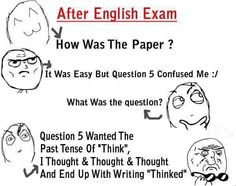 After English Exam
How Was The Paper ?
It Was Easy But Question 5 Confused Me :/
What Was the question?
Question 5 Wanted The
Past Tense Of "Think",
I Thought & Thought & Thought
And End Up With Writing "Thinked"